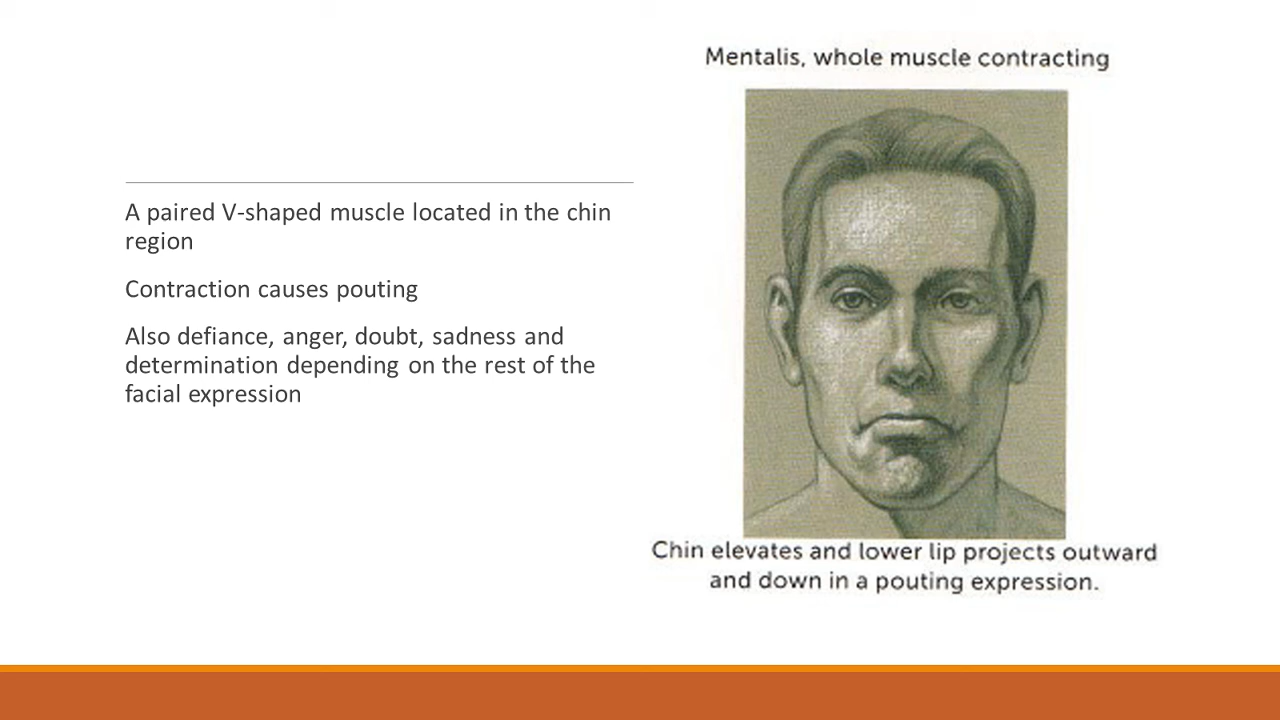 A paired V-shaped muscle located in the chin
region
Contraction causes pouting
Also defiance, anger, doubt, sadness and
determination depending on the rest of the
facial expression
Mentalis, whole muscle contracting
Chin elevates and lower lip projects outward
and down in a pouting expression.